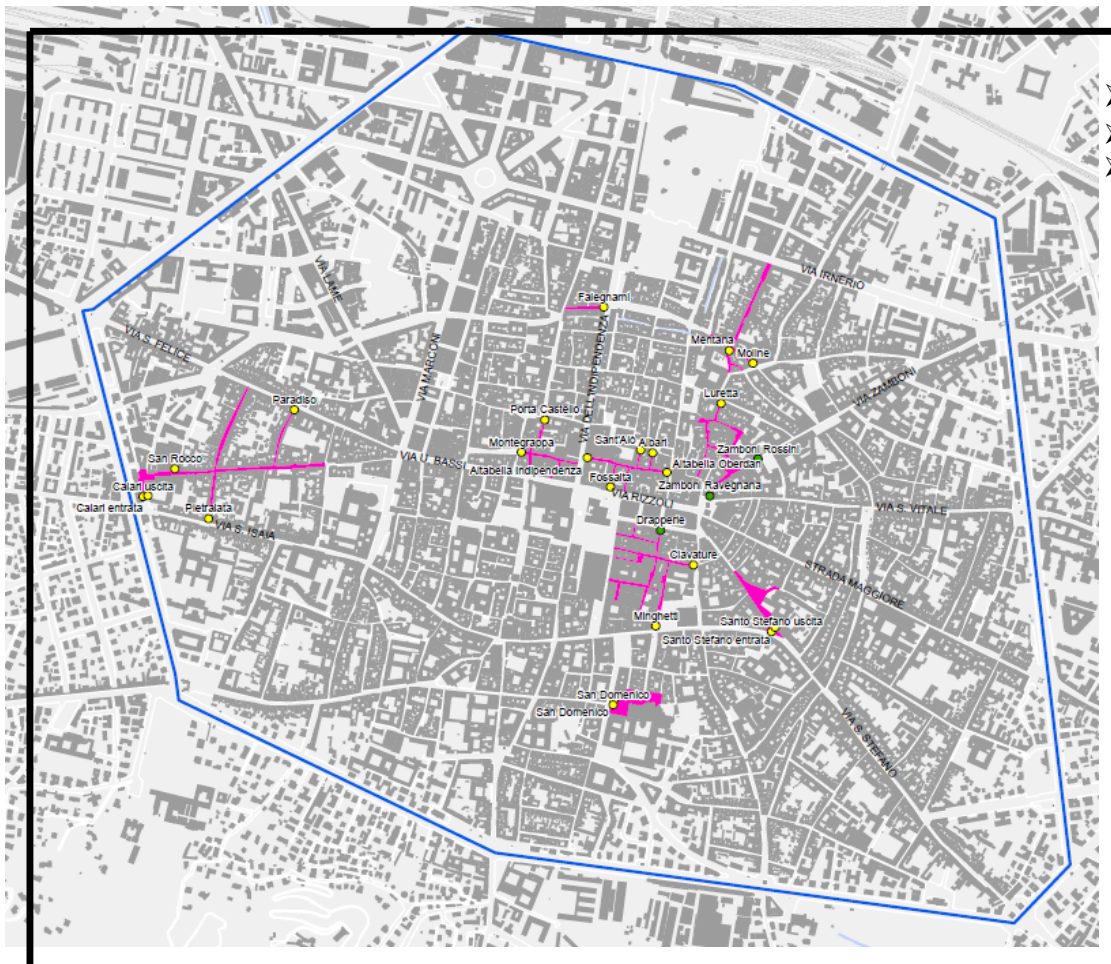 VIA IRNERIO
VIA LAME
Falegnami
VIA S. FELICE
VIA MARCONI
VIA DELL'INDIPENDENZA
Mentana
Moline
VIA ZAMBONI
Paradiso
Luretta
Porta Castello
Montegrappa
Sant'Alò
Albari
Zamboni Rossini
San Rocco
VIA U. BASSI
Altabella Indipendenza
Altabella Oberdan
Calari uscita
Fossalta
Zamboni Ravegnana
Calari entrata
Pietralata
VIA RIZZOLI
VIA S. VITALE
VIA S. ISAIA
Drapperie
Clavature
STRADA MAGGIORE
Minghetti
Santo Stefano uscita
Santo Stefano entrata
San Domenico
San Domenico
VIA S. STEFANO